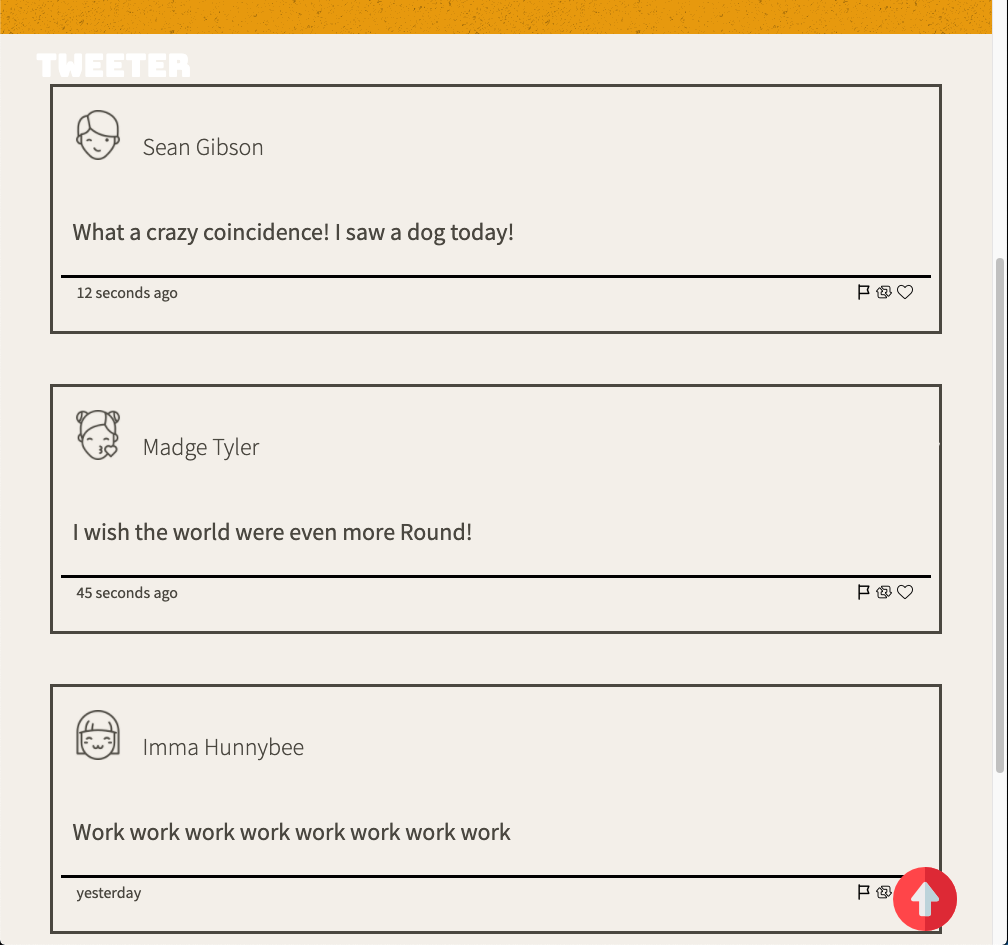 TWEETER
Sean Gibson
What a crazy coincidence! I saw a dog today!
12 seconds ago
Madge Tyler
I wish the world were even more Round!
45 seconds ago
Imma Hunnybee
Work work work work work work work work
yesterday